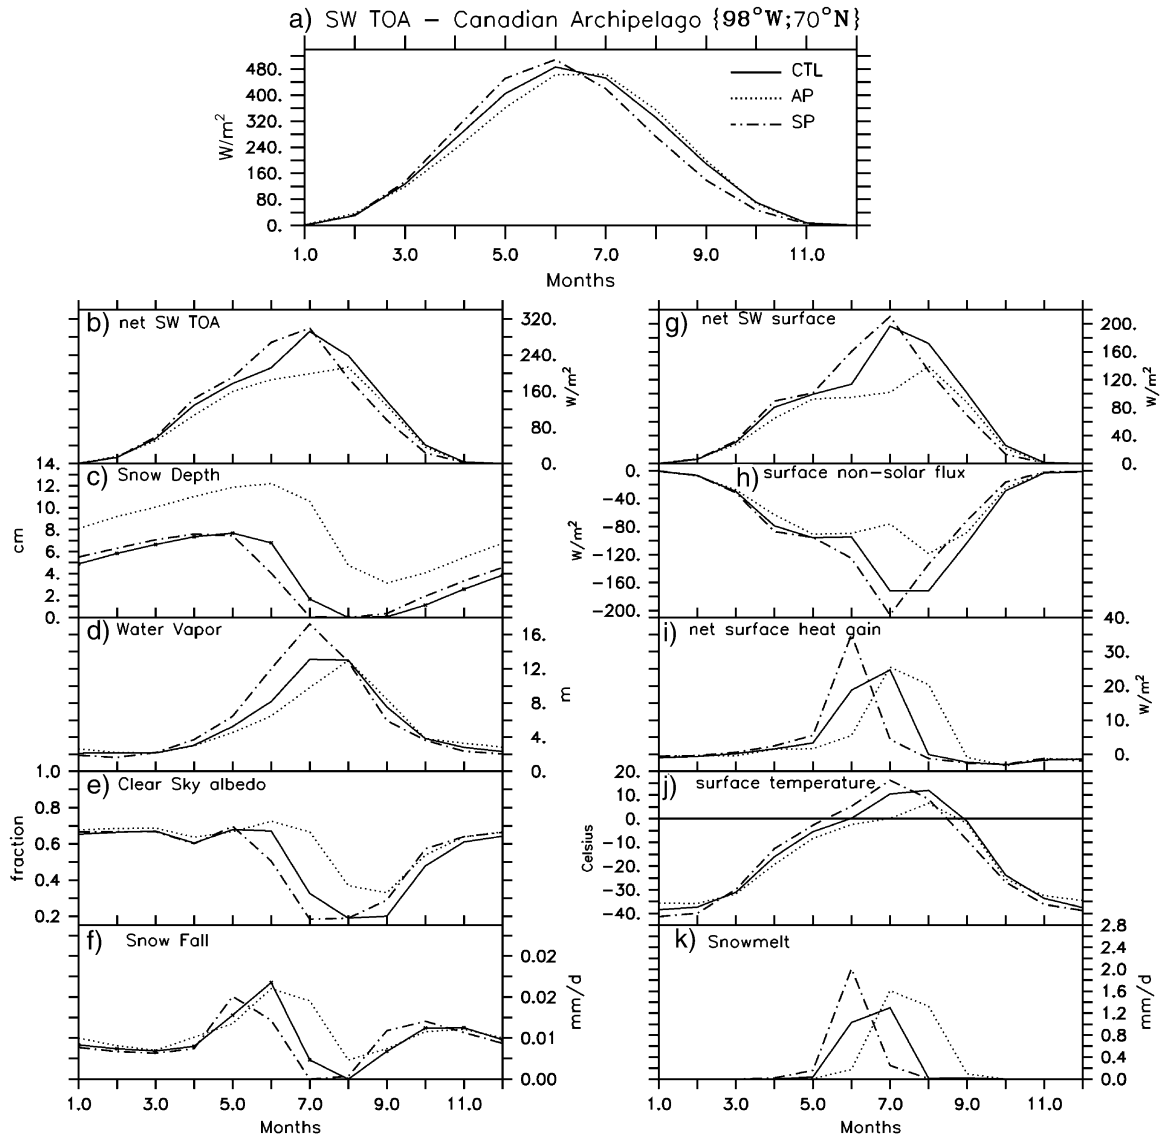 a) SW TOA – Canadian Archipelago {98°W;70°N}
480.
400.
320.
240.
160.
80.
0.
W/m²
CTL
AP
SP
1.0 3.0 5.0 7.0 9.0 11.0
Months
b) net SW TOA
320.
240.
160.
80.
0.
W/m²
c) Snow Depth
14.
12.
10.
8.
6.
4.
2.
0.
cm
d) Water Vapor
16.
12.
8.
4.
0.
m
e) Clear Sky albedo
1.0
0.8
0.6
0.4
0.2
fraction
f) Snow Fall
0.02
0.02
0.01
0.00
mm/d
1.0 3.0 5.0 7.0 9.0 11.0
Months
g) net SW surface
200.
160.
120.
80.
40.
0.
W/m²
h) surface non-solar flux
0.
-40.
-80.
-120.
-160.
-200.
W/m²
i) net surface heat gain
40.
30.
20.
10.
0.
W/m²
j) surface temperature
20.
10.
0.
-10.
-20.
-30.
-40.
Celsius
k) Snowmelt
2.8
2.4
2.0
1.6
1.2
0.8
0.4
0.0
mm/d
1.0 3.0 5.0 7.0 9.0 11.0
Months